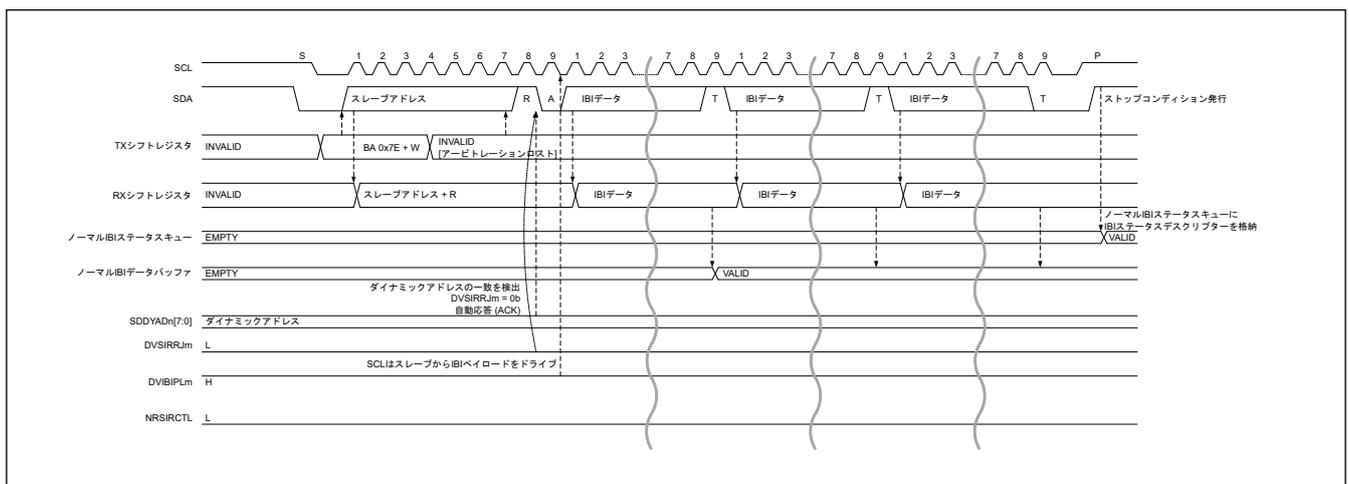 S 1 2 3 4 5 6 7 8 9 1 2 3 7 8 9 1 2 3 7 8 9 1 2 3 7 8 9 P
SCL
SDA スレーブアドレス R A IBIデータ T IBIデータ T IBIデータ T ストップコンディション発行
TXシフトレジスタ INVALID BA 0x7E + W INVALID
[アービトレーションロスト]
RXシフトレジスタ INVALID スレーブアドレス + R IBIデータ IBIデータ IBIデータ
ノーマルIBIステータスキューに
IBIステータスデスクリプターを格納
ノーマルIBIステータスキュー EMPTY VALID
ノーマルIBIデータバッファ EMPTY VALID
ダイナミックアドレスの一致を検出
DVSIRRJm = 0b
自動応答 (ACK)
SDDYADn[7:0] ダイナミックアドレス
DVSIRRJm L
SCLはスレーブからIBIペイロードをドライブ
DVIBIPLm H
NRSIRCTL L